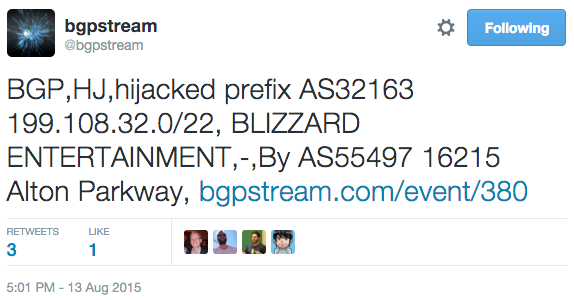 bgpstream
@bgpstream
Following
BGP,HJ,hijacked prefix AS32163
199.108.32.0/22, BLIZZARD
ENTERTAINMENT,-,By AS55497 16215
Alton Parkway, bgpstream.com/event/380
RETWEETS LIKE
3 1
5:01 PM - 13 Aug 2015